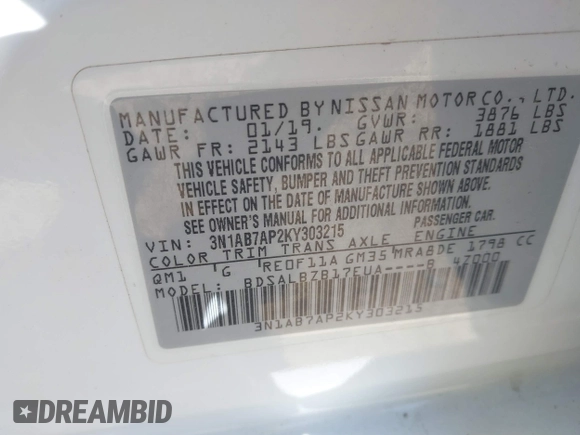 MANUFACTURED BY NISSAN MOTOR CO., LTD.
DATE: 01/19. GVWR: 3876 LBS
GAWR FR: 2143 LBS GAWR RR: 1881 LBS
THIS VEHICLE CONFORMS TO ALL APPLICABLE FEDERAL MOTOR
VEHICLE SAFETY, BUMPER AND THEFT PREVENTION STANDARDS
IN EFFECT ON THE DATE OF MANUFACTURE SHOWN ABOVE.
SEE OWNER'S MANUAL FOR ADDITIONAL INFORMATION.
VIN: 3N1AB7AP2KY303215 PASSENGER CAR.
COLOR TRIM TRANS AXLE ENGINE
QM1 G RE0F11A GM35 MRA8DE 1798 CC
MODEL: BDSALBZB17EUA----B 47000
3N1AB7AP2KY303215
DREAMBID